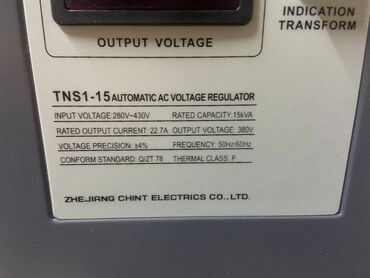 INDICATION
OUTPUT VOLTAGE TRANSFORM
TNS1-15 AUTOMATIC AC VOLTAGE REGULATOR
INPUT VOLTAGE:280V~430V RATED CAPACITY:15kVA
RATED OUTPUT CURRENT: 22.7A OUTPUT VOLTAGE: 380V
VOLTAGE PRECISION: ±4% FREQUENCY: 50Hz/60Hz
CONFORM STANDARD: Q/ZT 78 THERMAL CLASS F
ZHEJIANG CHINT ELECTRICS CO., LTD.